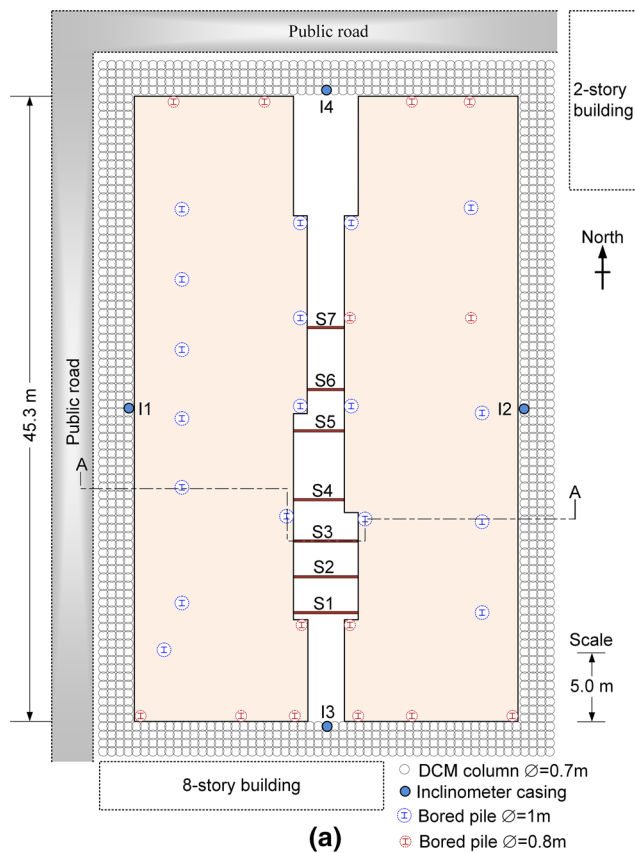 Public road
I4
2-story
building
North
45.3 m
Public road
S7
S6
I1
I2
S5
A
S4
A
S3
S2
S1
Scale
5.0 m
I3
8-story building
DCM column ∅=0.7m
Inclinometer casing
Bored pile ∅=1m
Bored pile ∅=0.8m
(a)